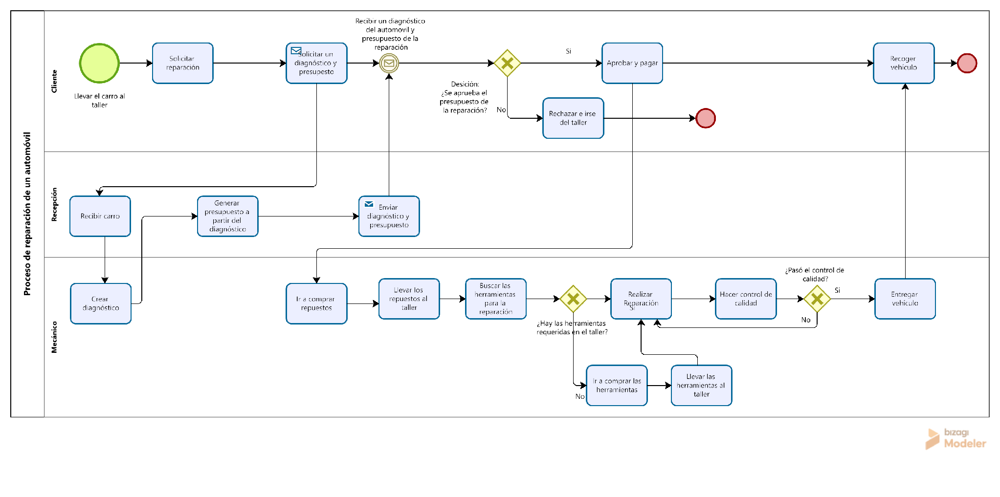 Proceso de reparación de un automóvil
Cliente
Llevar el carro al
taller
Solicitar
reparación
Solicitar un
diagnóstico y
presupesto
Recibir un diagnóstico
del automovil y
presupuesto de la
reparación
Desición:
¿Se aprueba el
presupuesto de
la reparación?
Si
No
Aprobar y pagar
Rechazar e irse
del taller
Recoger
vehículo
Recepción
Recibir carro
Generar
presupuesto a
partir del
diagnóstico
Enviar
diagnóstico y
presupuesto
Mecánico
Crear
diagnóstico
Ir a comprar
repuestos
Llevar los
repuestos al
taller
Buscar las
herramientas
para la
reparación
¿Hay las herramientas
requeridas en el taller?
Realizar
Reparación
Si
No
Ir a comprar las
herramientas
Llevar las
herramientas al
taller
Hacer control de
calidad
¿Pasó el control de
calidad?
Si
No
Entregar
vehículo
bizagi
Modeler